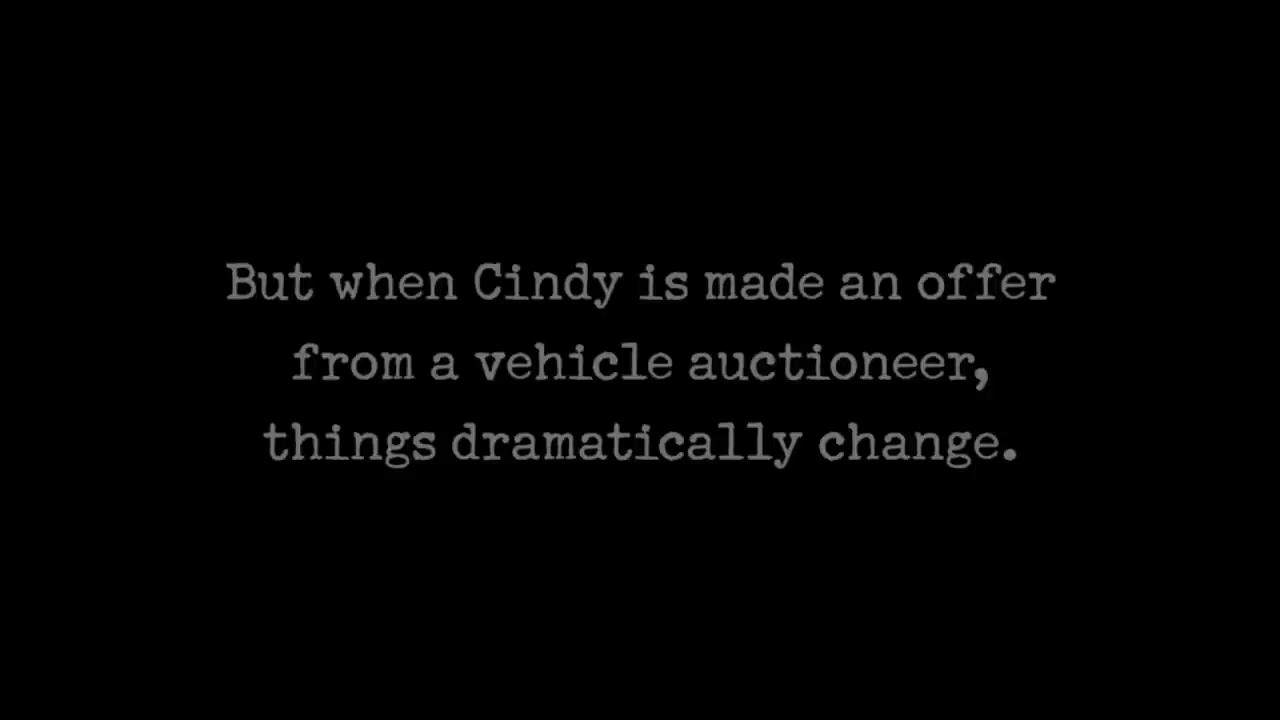 But when Cindy is made an offer
from a vehicle auctioneer,
things dramatically change.